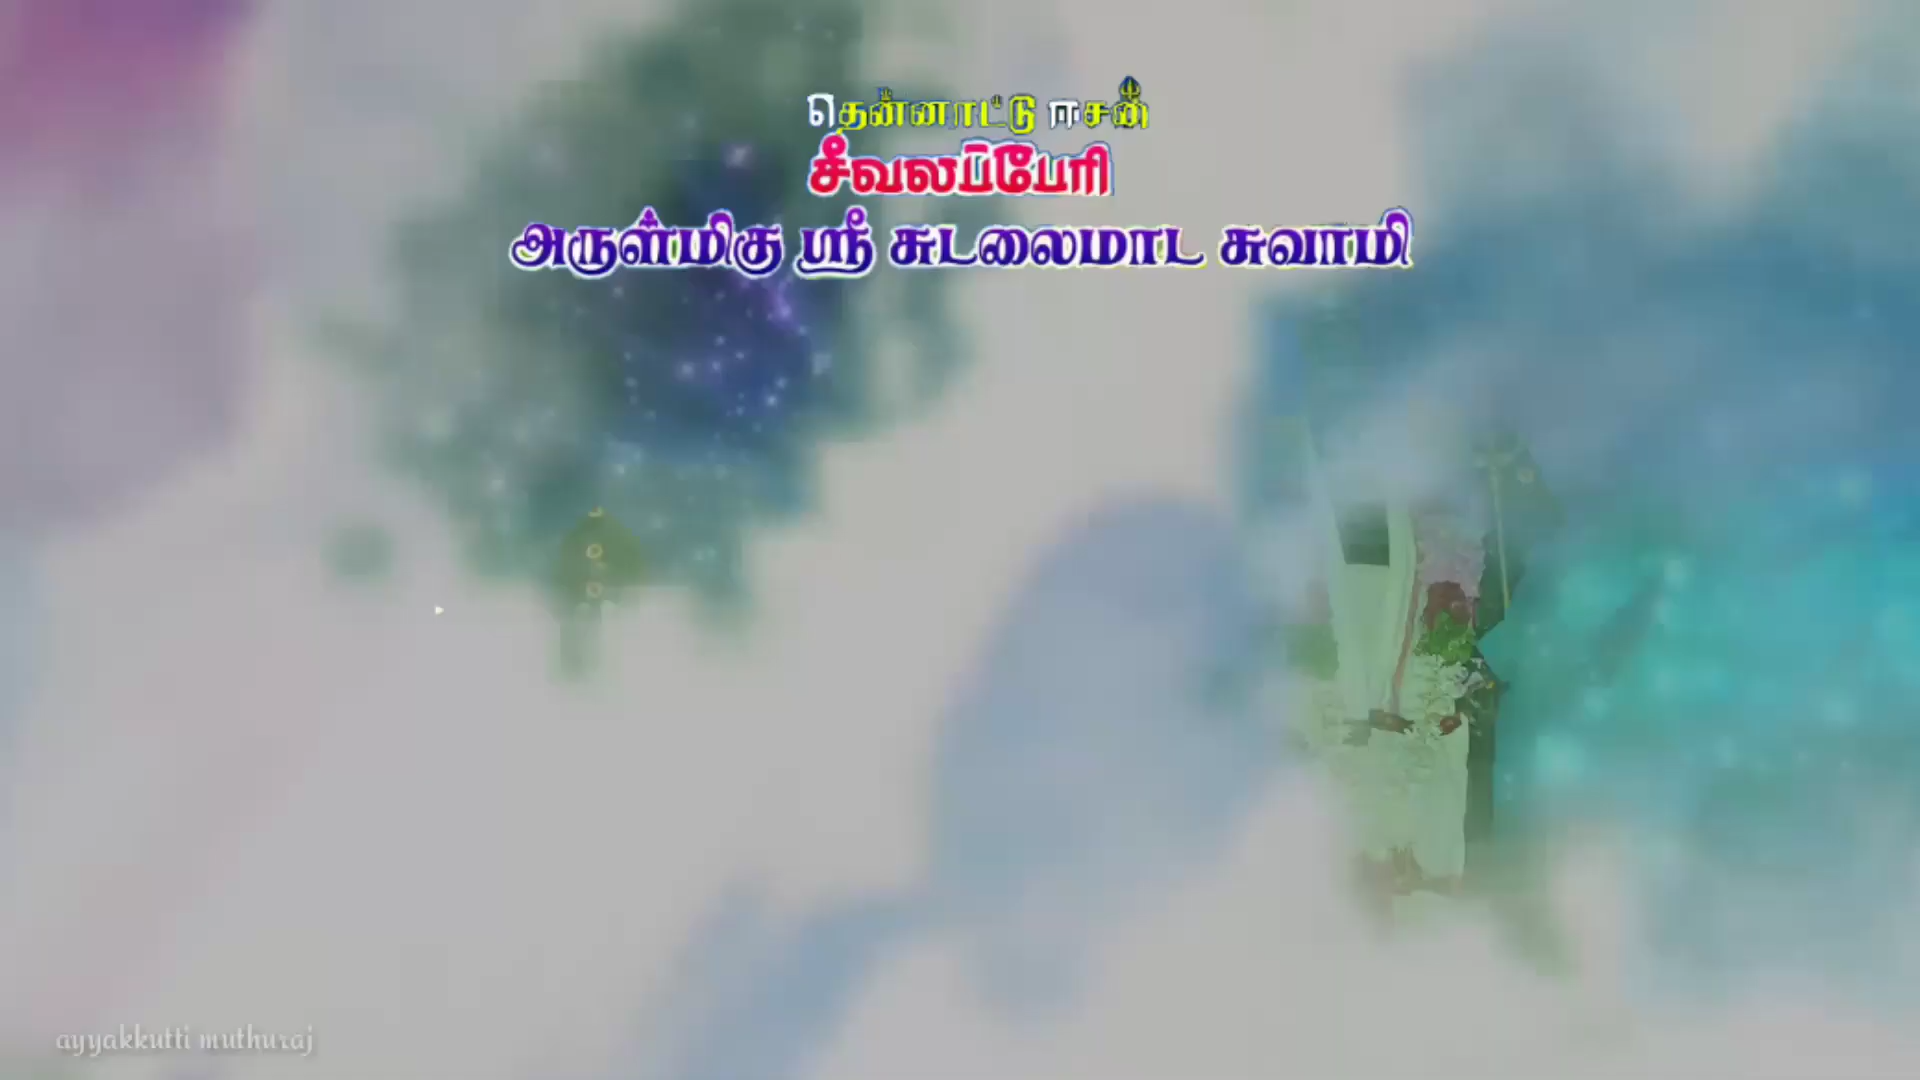 தென்னாட்டு ஈசன்
சீவலப்பேரி
அருள்மிகு ஸ்ரீ சுடலைமாட சுவாமி
ayyakkutti muthuraj